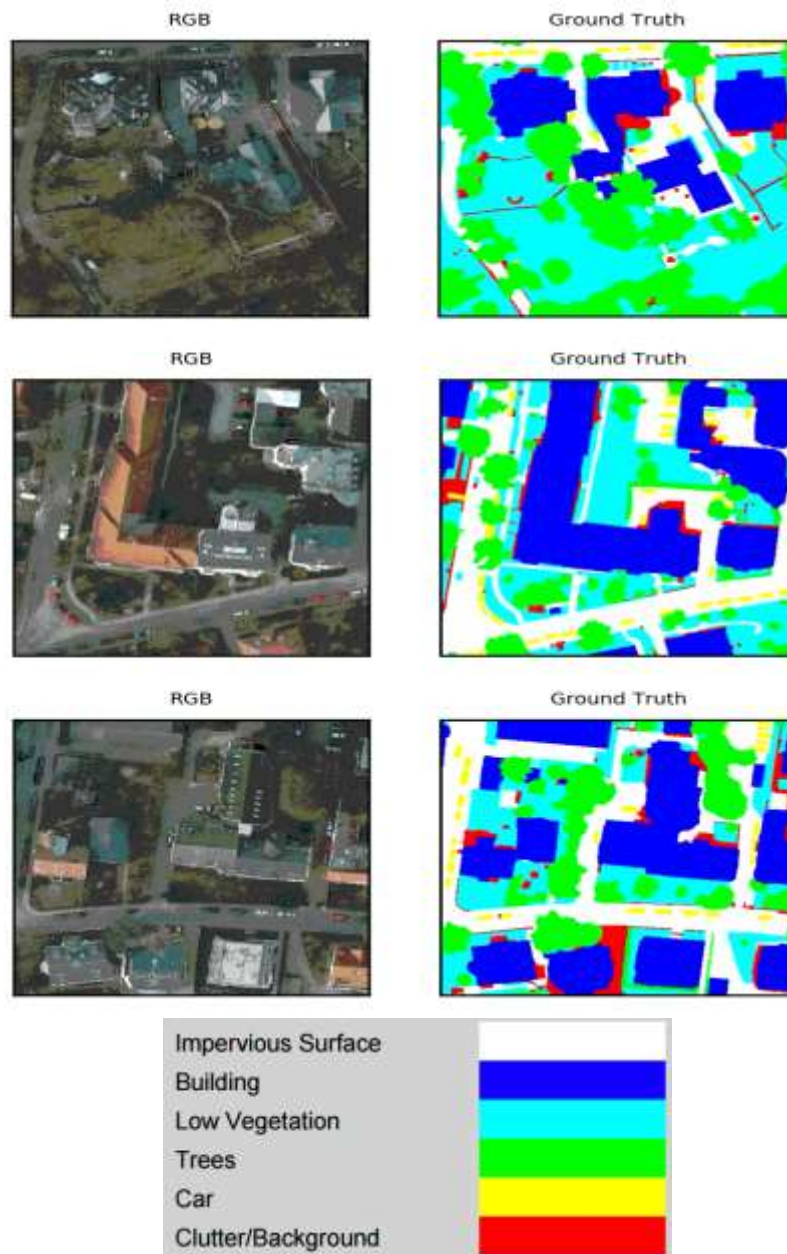 RGB
Ground Truth
RGB
Ground Truth
RGB
Ground Truth
Impervious Surface
Building
Low Vegetation
Trees
Car
Clutter/Background